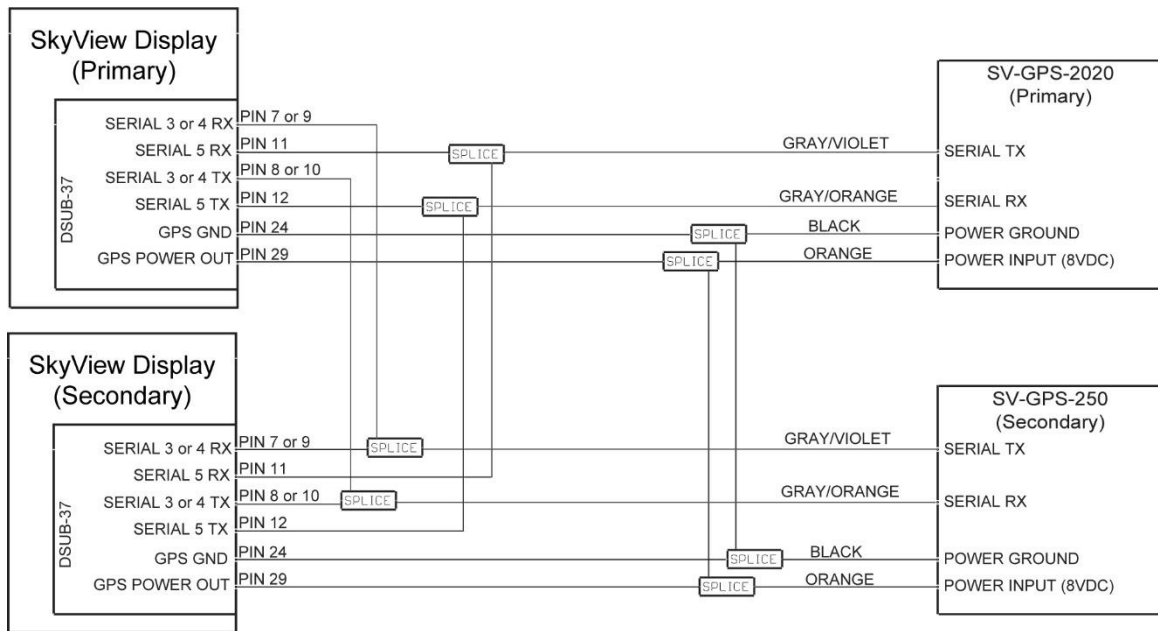 SkyView Display
(Primary)
DSUB-37
SERIAL 3 or 4 RX PIN 7 or 9
SERIAL 5 RX PIN 11
SERIAL 3 or 4 TX PIN 8 or 10
SERIAL 5 TX PIN 12
GPS GND PIN 24
GPS POWER OUT PIN 29
SPLICE
SPLICE
SPLICE
SPLICE
GRAY/VIOLET
GRAY/ORANGE
BLACK
ORANGE
SV-GPS-2020
(Primary)
SERIAL TX
SERIAL RX
POWER GROUND
POWER INPUT (8VDC)
SkyView Display
(Secondary)
DSUB-37
SERIAL 3 or 4 RX PIN 7 or 9
SERIAL 5 RX PIN 11
SERIAL 3 or 4 TX PIN 8 or 10
SERIAL 5 TX PIN 12
GPS GND PIN 24
GPS POWER OUT PIN 29
SPLICE
SPLICE
SPLICE
SPLICE
GRAY/VIOLET
GRAY/ORANGE
BLACK
ORANGE
SV-GPS-250
(Secondary)
SERIAL TX
SERIAL RX
POWER GROUND
POWER INPUT (8VDC)